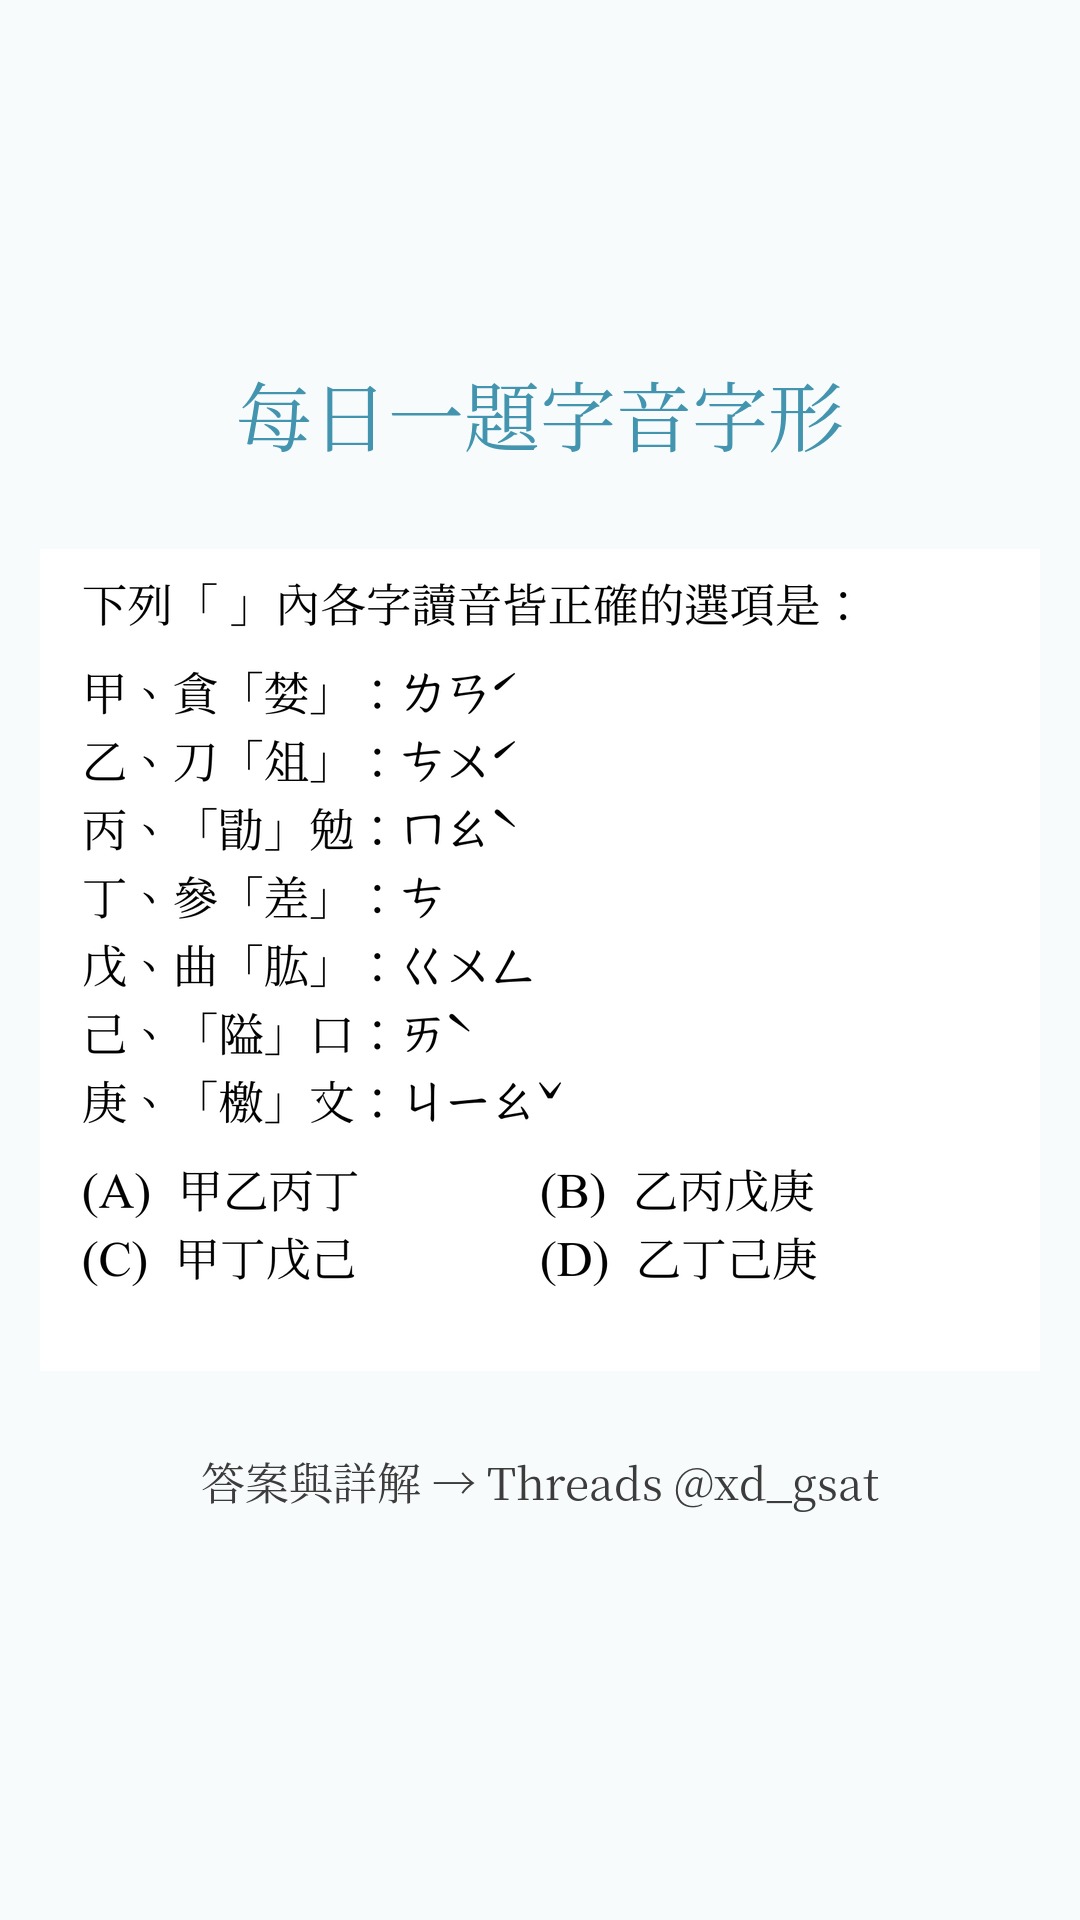 每日一題字音字形
下列「 」內各字讀音皆正確的選項是：
甲、貪「婪」：ㄌㄢˊ
乙、刀「俎」：ㄘㄨˊ
丙、「勖」勉：ㄇㄠˋ
丁、參「差」：ㄘ
戊、曲「肱」：ㄍㄨㄥ
己、「隘」口：ㄞˋ
庚、「檄」文：ㄐㄧㄠˇ
(A) 甲乙丙丁 (B) 乙丙戊庚
(C) 甲丁戊己 (D) 乙丁己庚
答案與詳解 → Threads @xd_gsat